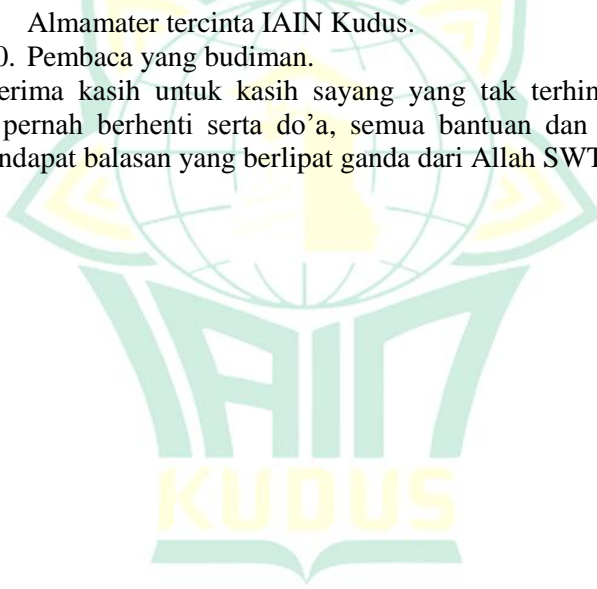 Almamater tercinta IAIN Kudus.
0. Pembaca yang budiman.
erima kasih untuk kasih sayang yang tak terhin
pernah berhenti serta do’a, semua bantuan dan
ndapat balasan yang berlipat ganda dari Allah SWT
IAIN
KUDUS